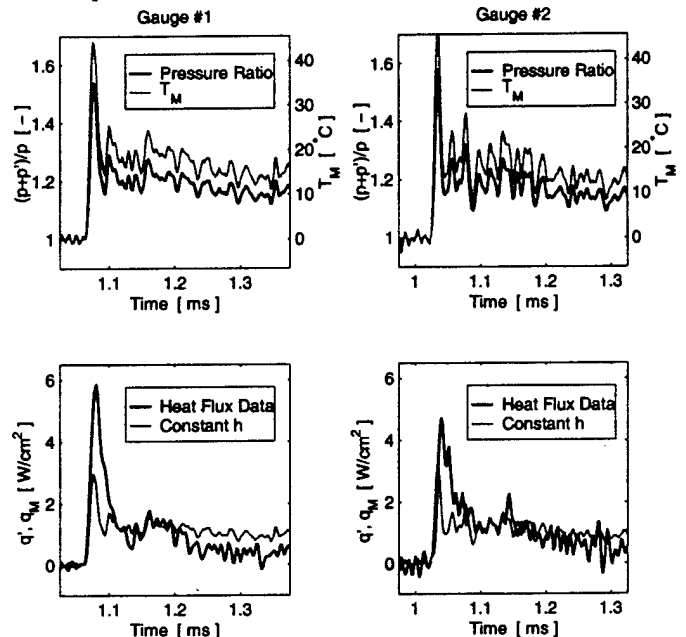 Gauge #1
1.6
1.4
1.2
1
(p+p')/p [-]
40
30
20
10
0
T_M [°C]
Pressure Ratio
T_M
1.1 1.2 1.3
Time [ms]
Gauge #2
1.6
1.4
1.2
1
(p+p')/p [-]
40
30
20
10
0
T_M [°C]
Pressure Ratio
T_M
1 1.1 1.2 1.3
Time [ms]
6
4
2
0
q', q_M [W/cm²]
Heat Flux Data
Constant h
1.1 1.2 1.3
Time [ms]
6
4
2
0
q', q_M [W/cm²]
Heat Flux Data
Constant h
1 1.1 1.2 1.3
Time [ms]